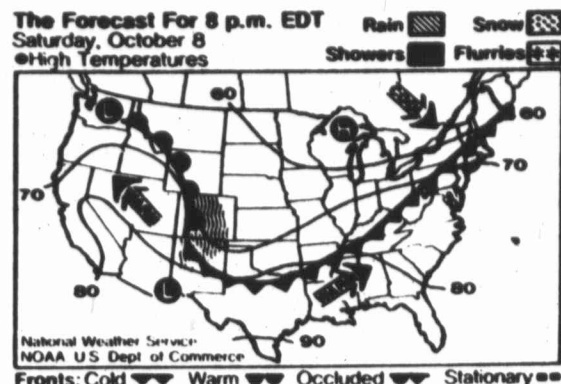 The Forecast For 8 p.m. EDT
Saturday, October 8
●High Temperatures
Rain Snow
Showers Flurries
60
60
70
70
80
80
90
L
H
L
National Weather Service
NOAA U S Dept of Commerce
Fronts: Cold Warm Occluded Stationary